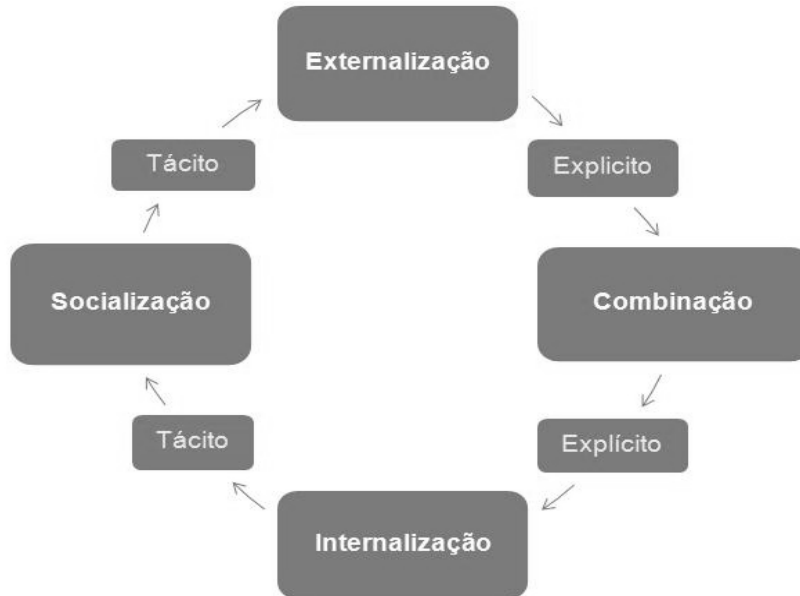 Externalização
Tácito
Explicito
Socialização
Combinação
Tácito
Explícito
Internalização